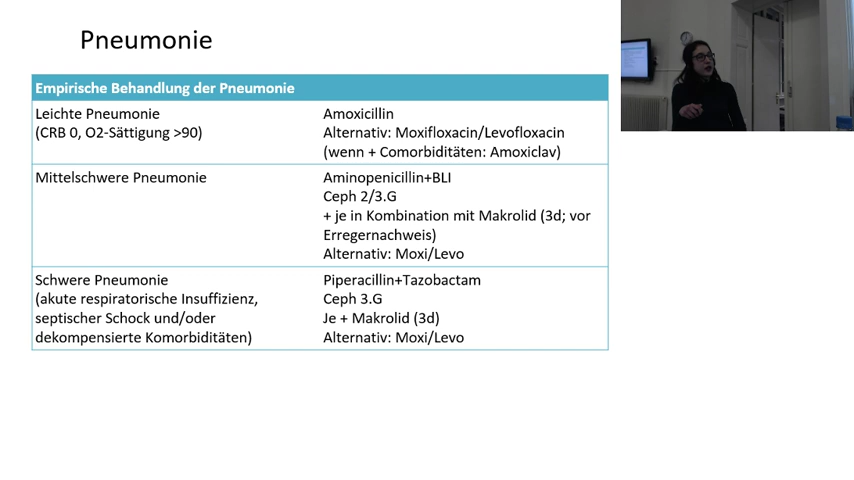 Pneumonie
Empirische Behandlung der Pneumonie
Leichte Pneumonie
(CRB 0, O2-Sättigung >90)
Amoxicillin
Alternativ: Moxifloxacin/Levofloxacin
(wenn + Comorbiditäten: Amoxiclav)
Mittelschwere Pneumonie
Aminopenicillin+BLI
Ceph 2/3.G
+ je in Kombination mit Makrolid (3d; vor
Erregernachweis)
Alternativ: Moxi/Levo
Schwere Pneumonie
(akute respiratorische Insuffizienz,
septischer Schock und/oder
dekompensierte Komorbiditäten)
Piperacillin+Tazobactam
Ceph 3.G
Je + Makrolid (3d)
Alternativ: Moxi/Levo